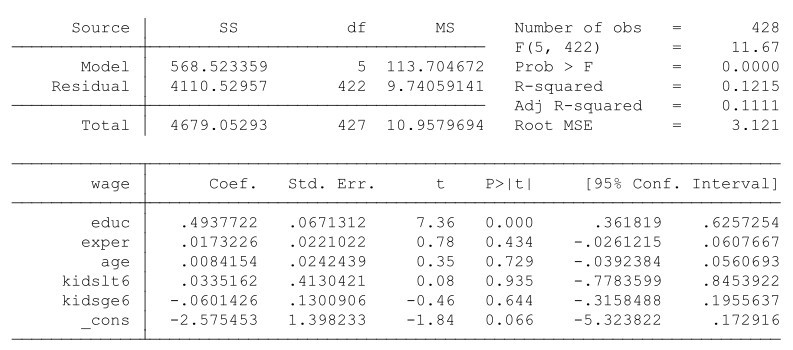 Source | SS df MS Number of obs = 428
F(5, 422) = 11.67
Model | 568.523359 5 113.704672 Prob > F = 0.0000
Residual | 4110.52957 422 9.74059141 R-squared = 0.1215
Adj R-squared = 0.1111
Total | 4679.05293 427 10.9579694 Root MSE = 3.121
wage | Coef. Std. Err. t P>|t| [95% Conf. Interval]
educ | .4937722 .0671312 7.36 0.000 .361819 .6257254
exper | .0173226 .0221022 0.78 0.434 -.0261215 .0607667
age | .0084154 .0242439 0.35 0.729 -.0392384 .0560693
kidslt6 | .0335162 .4130421 0.08 0.935 -.7783599 .8453922
kidsge6 | -.0601426 .1300906 -0.46 0.644 -.3158488 .1955637
_cons | -2.575453 1.398233 -1.84 0.066 -5.323822 .172916